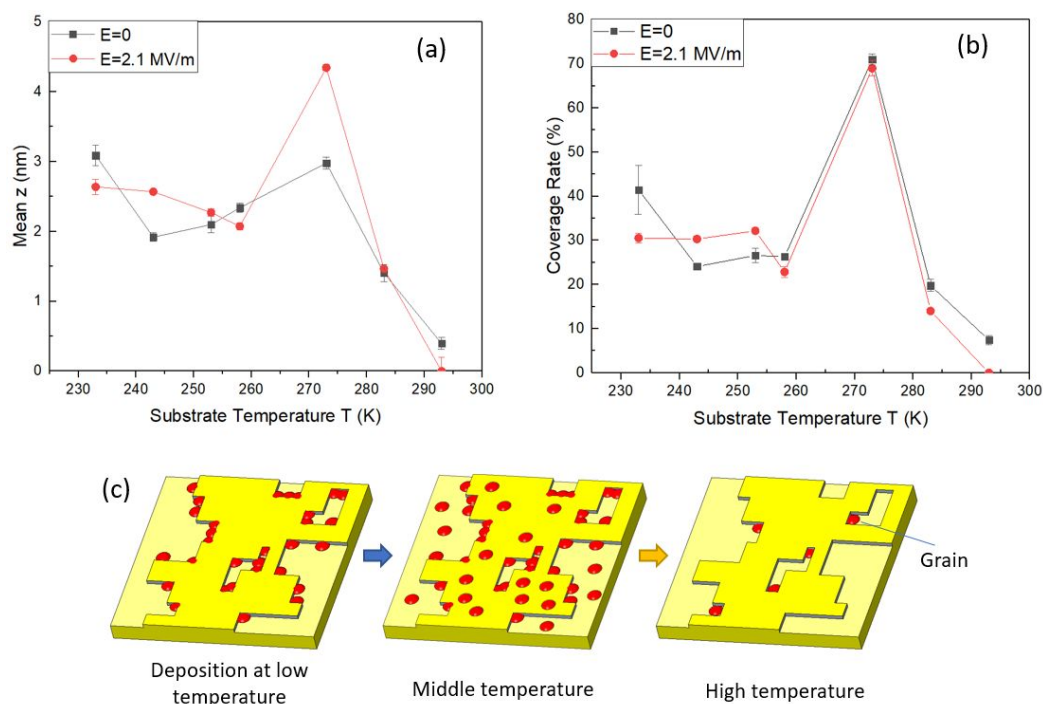 (a)
E=0
E=2.1 MV/m
5
4
3
2
1
0
Mean z (nm)
230 240 250 260 270 280 290 300
Substrate Temperature T (K)
(b)
E=0
E=2.1 MV/m
80
70
60
50
40
30
20
10
0
Coverage Rate (%)
230 240 250 260 270 280 290 300
Substrate Temperature T (K)
(c)
Grain
Deposition at low
temperature
Middle temperature
High temperature